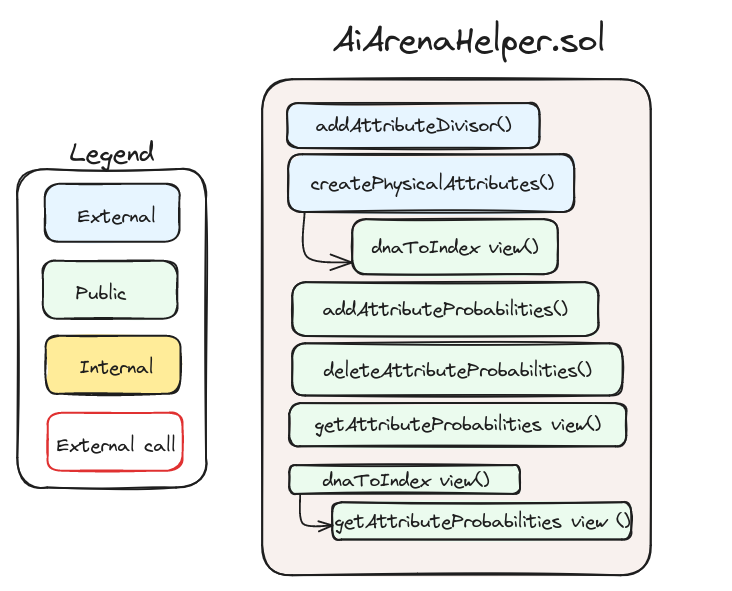 AiArenaHelper.sol
Legend
External
Public
Internal
External call
addAttributeDivisor()
createPhysicalAttributes()
dnaToIndex view()
addAttributeProbabilities()
deleteAttributeProbabilities()
getAttributeProbabilities view()
dnaToIndex view()
getAttributeProbabilities view ()